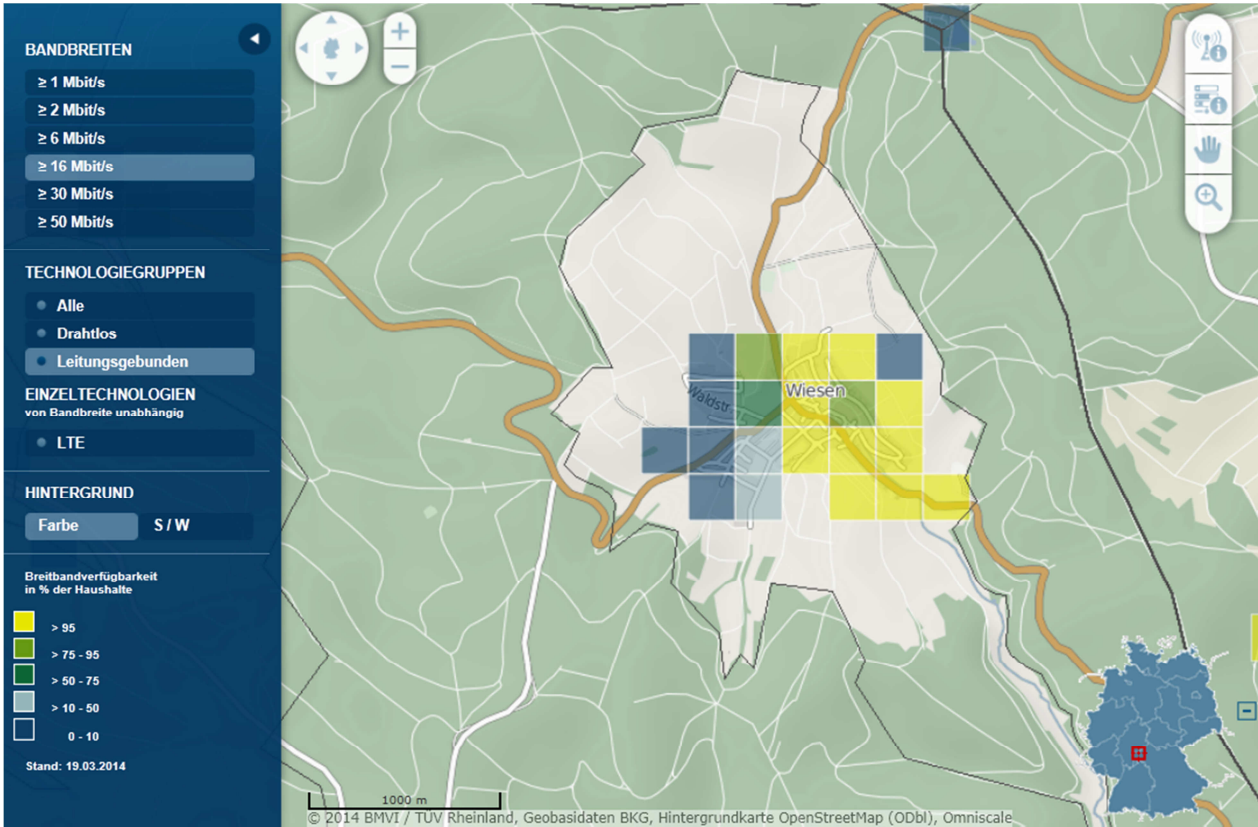 BANDBREITEN
≥ 1 Mbit/s
≥ 2 Mbit/s
≥ 6 Mbit/s
≥ 16 Mbit/s
≥ 30 Mbit/s
≥ 50 Mbit/s
TECHNOLOGIEGRUPPEN
Alle
Drahtlos
Leitungsgebunden
EINZELTECHNOLOGIEN
von Bandbreite unabhängig
LTE
HINTERGRUND
Farbe S / W
Breitbandverfügbarkeit
in % der Haushalte
> 95
> 75 - 95
> 50 - 75
> 10 - 50
0 - 10
Stand: 19.03.2014
Wiesen
Waldstr.
1000 m
© 2014 BMVI / TÜV Rheinland, Geobasidaten BKG, Hintergrundkarte OpenStreetMap (ODbl), Omniscale